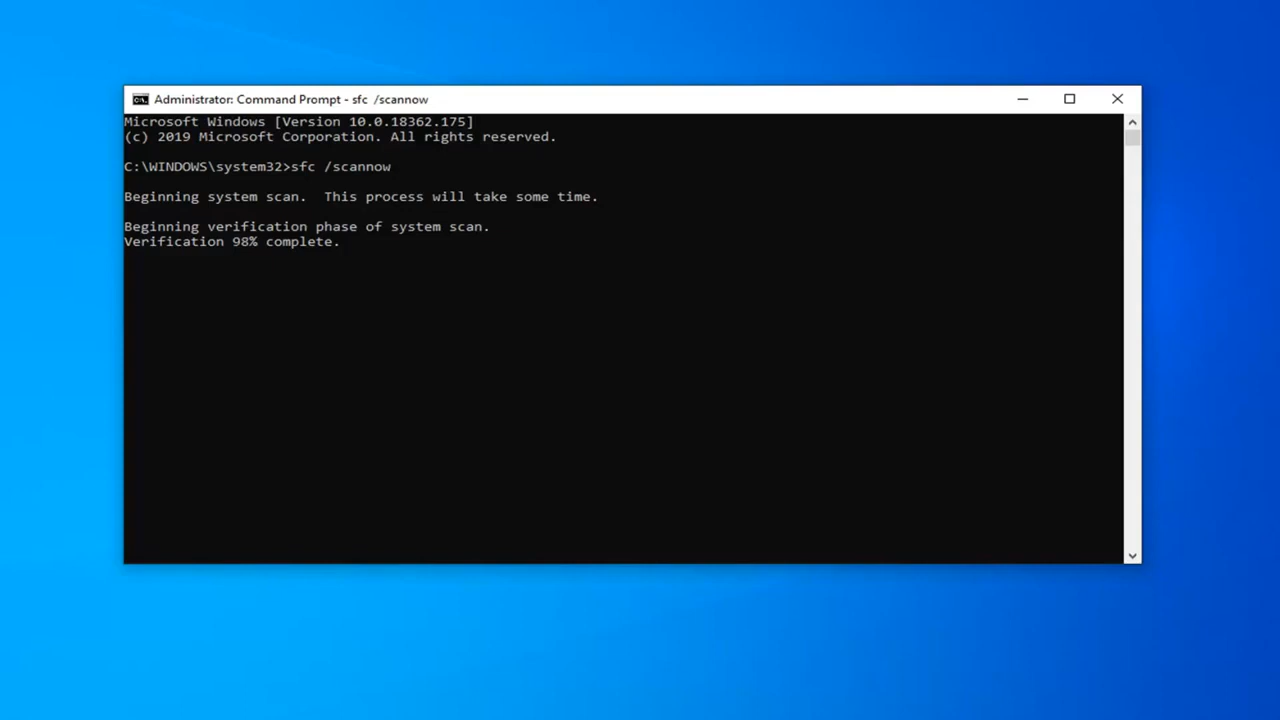 Administrator: Command Prompt - sfc  /scannow
Microsoft Windows [Version 10.0.18362.175]
(c) 2019 Microsoft Corporation. All rights reserved.
C:\WINDOWS\system32>sfc /scannow
Beginning system scan.  This process will take some time.
Beginning verification phase of system scan.
Verification 98% complete.